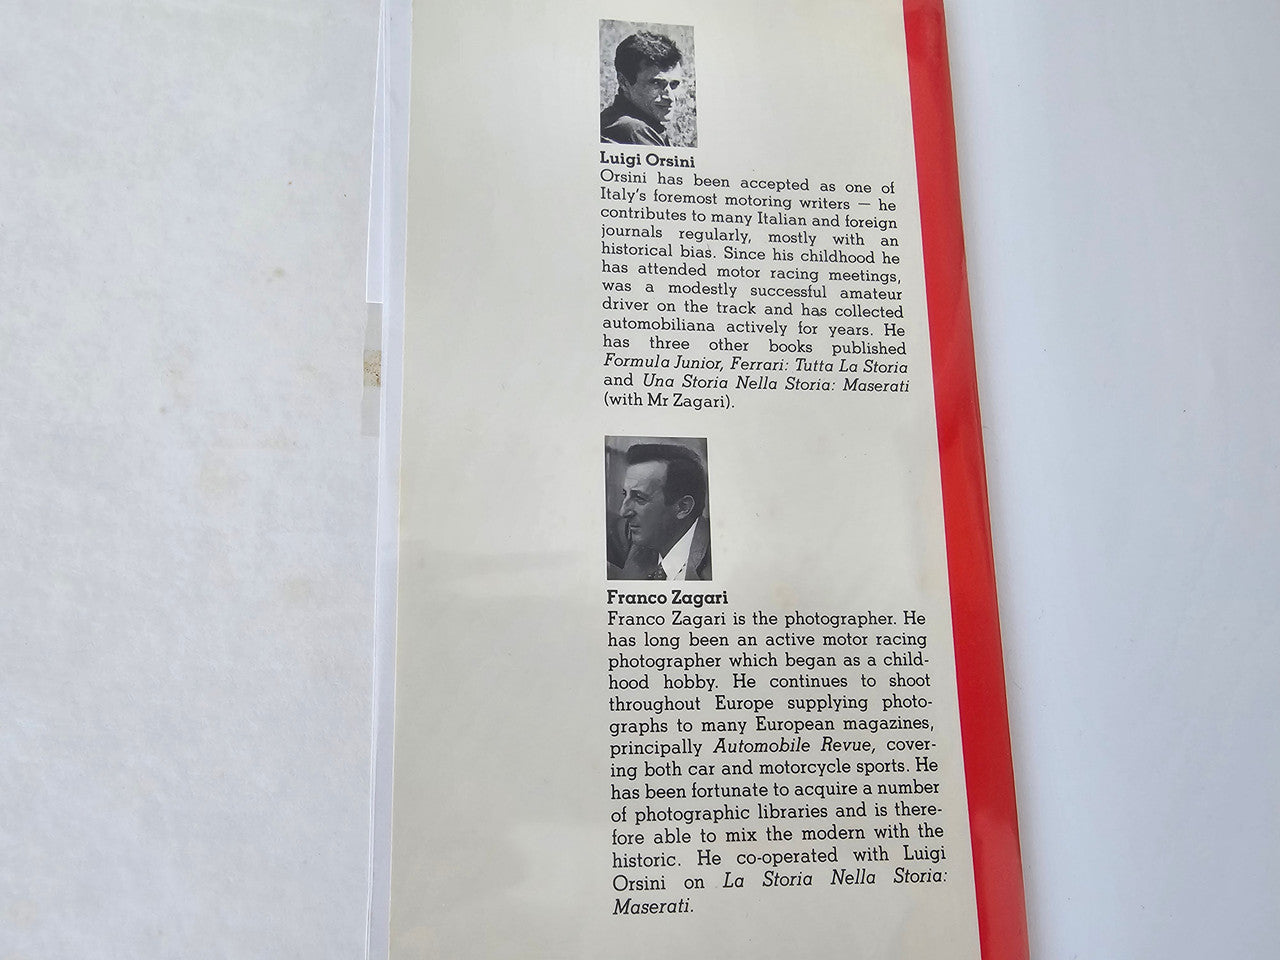 Luigi Orsini
Orsini has been accepted as one of
Italy's foremost motoring writers — he
contributes to many Italian and foreign
journals regularly, mostly with an
historical bias. Since his childhood he
has attended motor racing meetings,
was a modestly successful amateur
driver on the track and has collected
automobiliana actively for years. He
has three other books published
Formula Junior, Ferrari: Tutta La Storia
and Una Storia Nella Storia: Maserati
(with Mr Zagari).
Franco Zagari
Franco Zagari is the photographer. He
has long been an active motor racing
photographer which began as a child-
hood hobby. He continues to shoot
throughout Europe supplying photo-
graphs to many European magazines,
principally Automobile Revue, cover-
ing both car and motorcycle sports. He
has been fortunate to acquire a number
of photographic libraries and is there-
fore able to mix the modern with the
historic. He co-operated with Luigi
Orsini on La Storia Nella Storia:
Maserati.